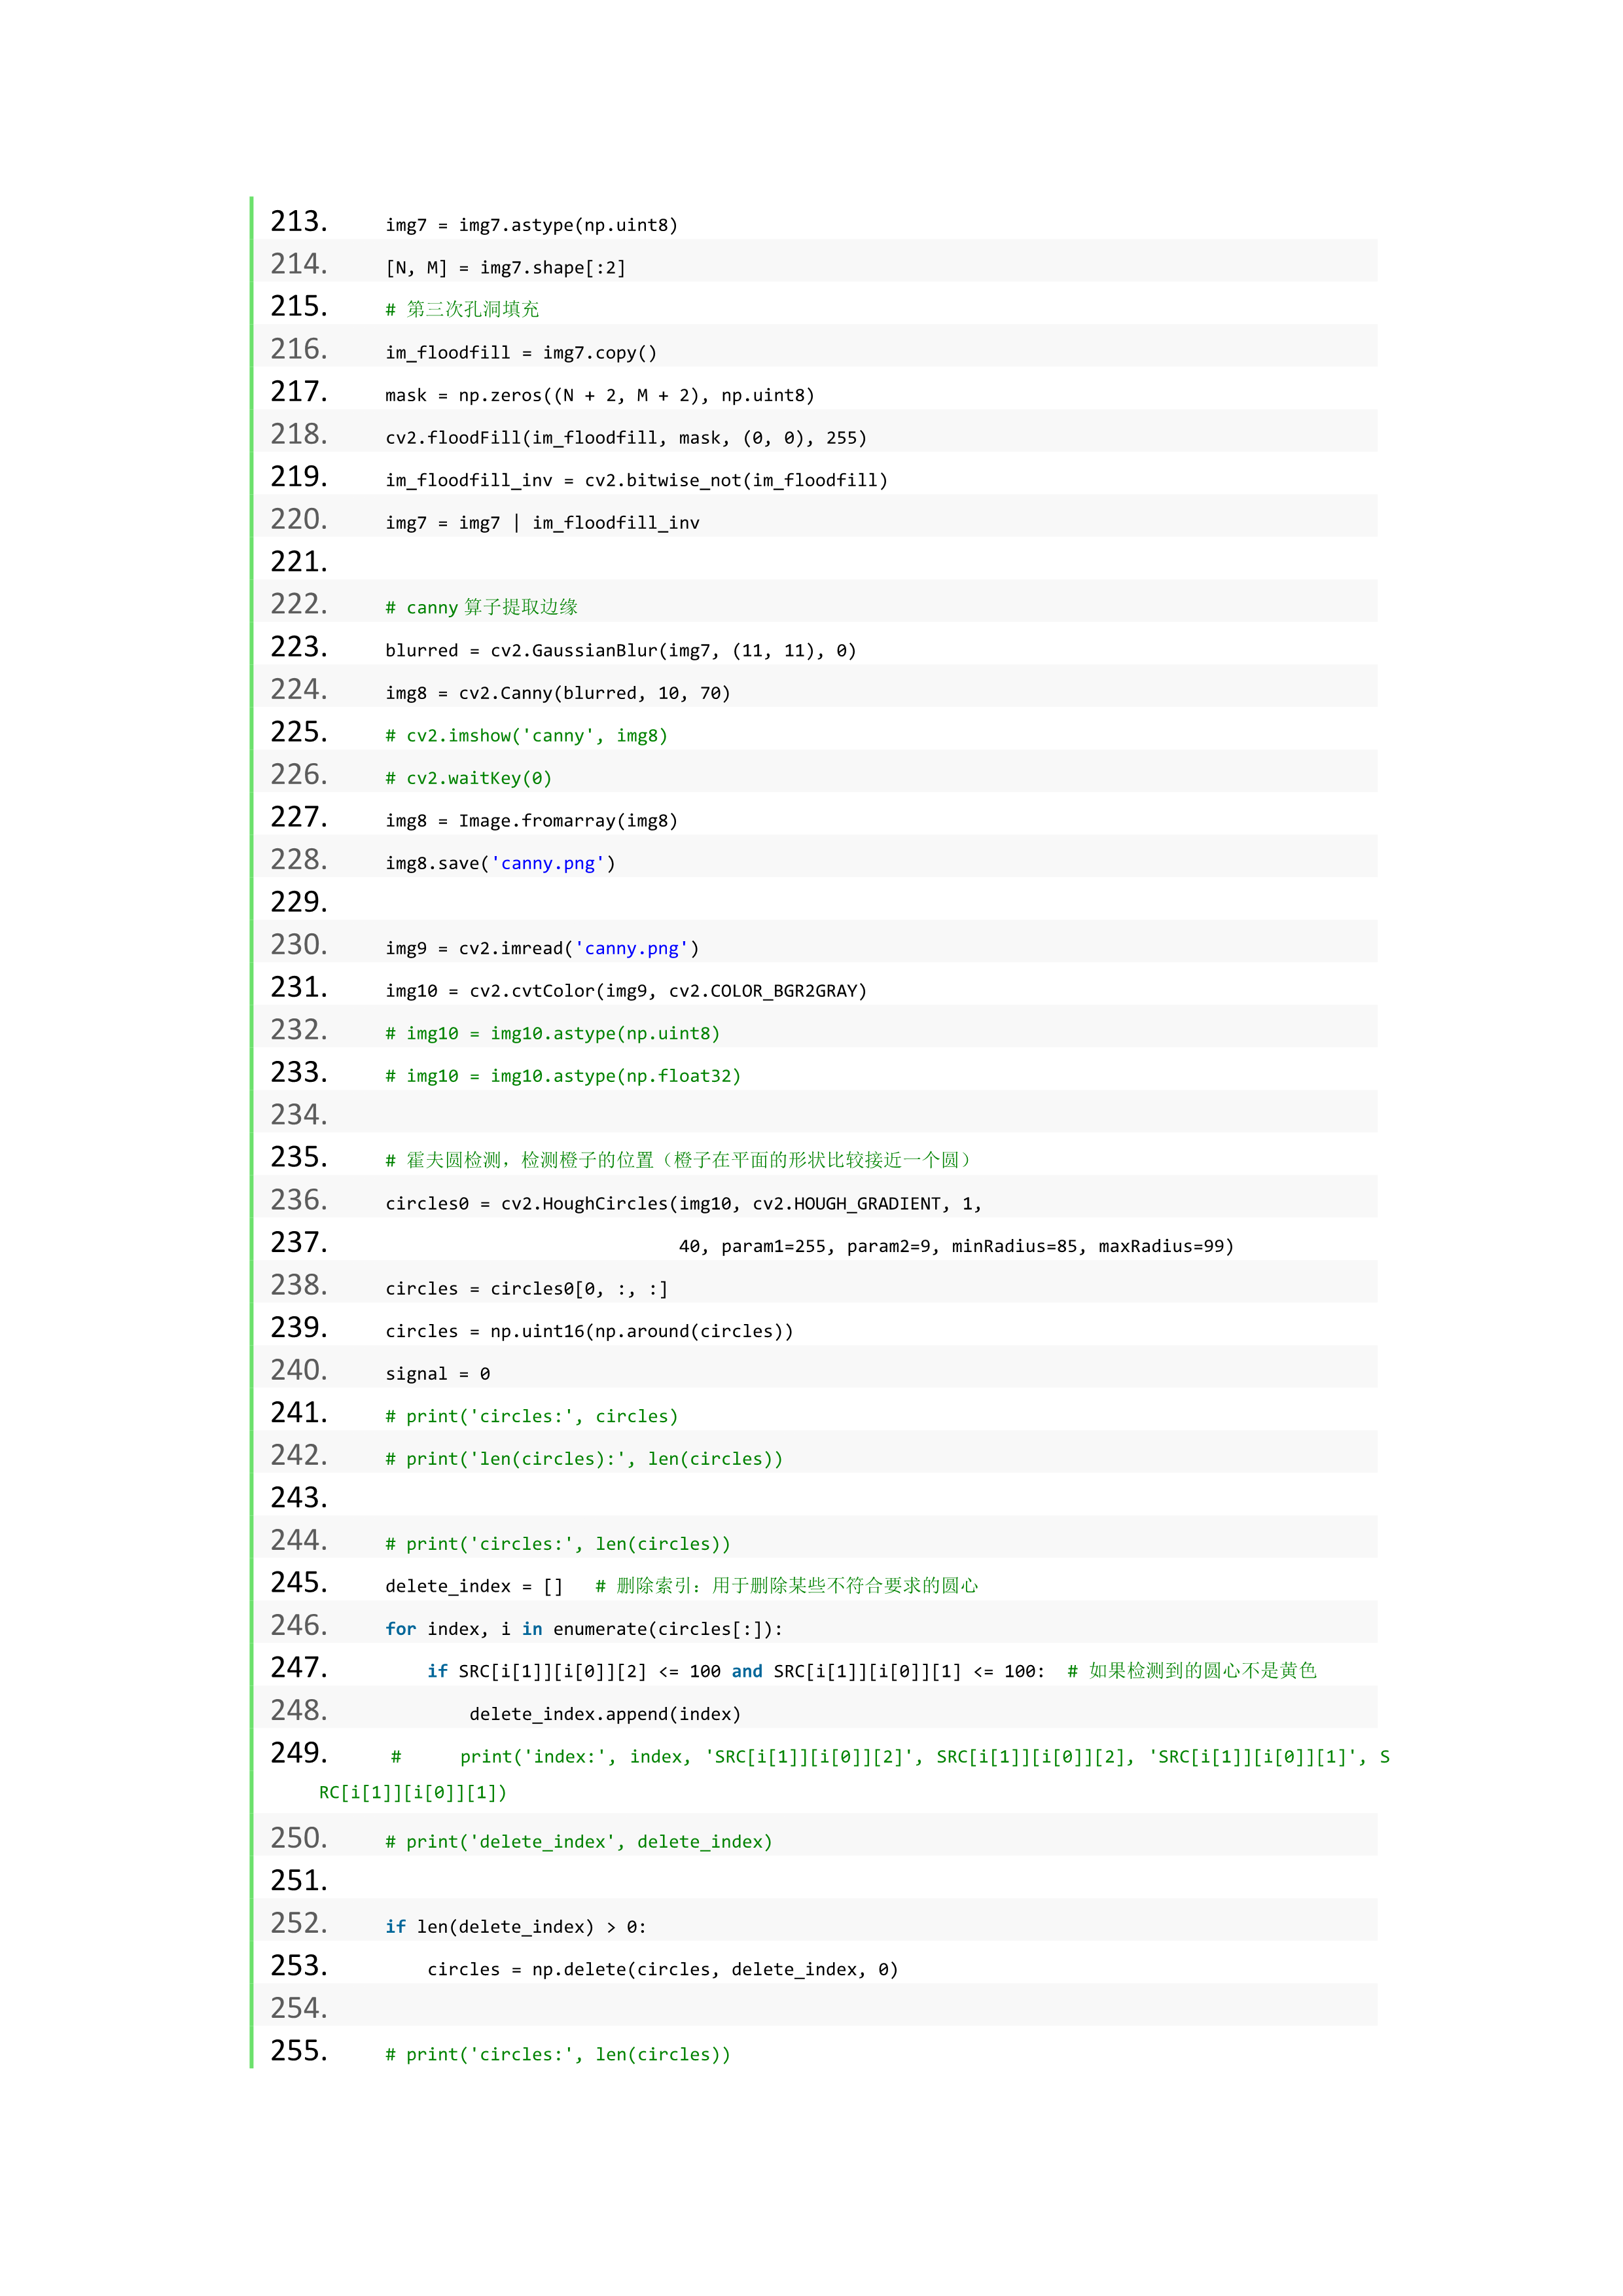 213. img7 = img7.astype(np.uint8)
214. [N, M] = img7.shape[:2]
215. # 第三次孔洞填充
216. im_floodfill = img7.copy()
217. mask = np.zeros((N + 2, M + 2), np.uint8)
218. cv2.floodFill(im_floodfill, mask, (0, 0), 255)
219. im_floodfill_inv = cv2.bitwise_not(im_floodfill)
220. img7 = img7 | im_floodfill_inv
221.
222. # canny 算子提取边缘
223. blurred = cv2.GaussianBlur(img7, (11, 11), 0)
224. img8 = cv2.Canny(blurred, 10, 70)
225. # cv2.imshow('canny', img8)
226. # cv2.waitKey(0)
227. img8 = Image.fromarray(img8)
228. img8.save('canny.png')
229.
230. img9 = cv2.imread('canny.png')
231. img10 = cv2.cvtColor(img9, cv2.COLOR_BGR2GRAY)
232. # img10 = img10.astype(np.uint8)
233. # img10 = img10.astype(np.float32)
234.
235. # 霍夫圆检测，检测橙子的位置（橙子在平面的形状比较接近一个圆）
236. circles0 = cv2.HoughCircles(img10, cv2.HOUGH_GRADIENT, 1,
237. 40, param1=255, param2=9, minRadius=85, maxRadius=99)
238. circles = circles0[0, :, :]
239. circles = np.uint16(np.around(circles))
240. signal = 0
241. # print('circles:', circles)
242. # print('len(circles):', len(circles))
243.
244. # print('circles:', len(circles))
245. delete_index = [] # 删除索引：用于删除某些不符合要求的圆心
246. for index, i in enumerate(circles[:]):
247. if SRC[i[1]][i[0]][2] <= 100 and SRC[i[1]][i[0]][1] <= 100: # 如果检测到的圆心不是黄色
248. delete_index.append(index)
249. # print('index:', index, 'SRC[i[1]][i[0]][2]', SRC[i[1]][i[0]][2], 'SRC[i[1]][i[0]][1]', S
RC[i[1]][i[0]][1])
250. # print('delete_index', delete_index)
251.
252. if len(delete_index) > 0:
253. circles = np.delete(circles, delete_index, 0)
254.
255. # print('circles:', len(circles))